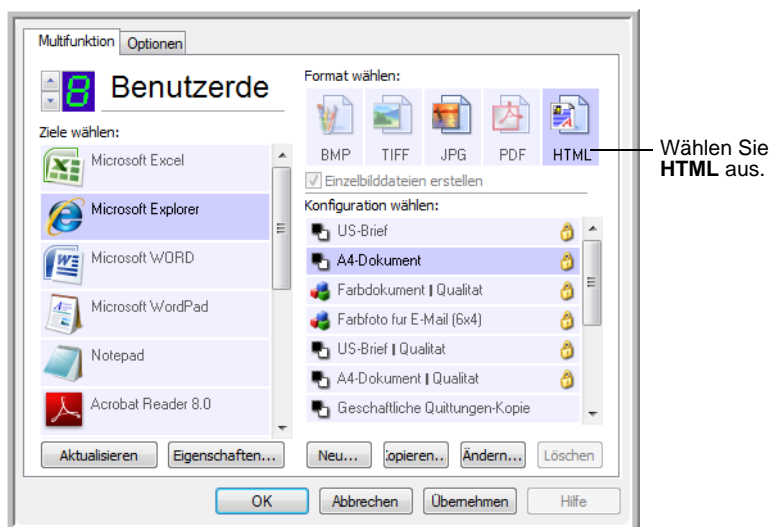 Multifunktion Optionen
8 Benutzerde
Ziele wählen:
Microsoft Excel
Microsoft Explorer
Microsoft WORD
Microsoft WordPad
Notepad
Acrobat Reader 8.0
Aktualisieren Eigenschaften...
Format wählen:
BMP TIFF JPG PDF HTML
Einzelbilddateien erstellen
Konfiguration wählen:
US-Brief
A4-Dokument
Farbdokument | Qualitat
Farbfoto fur E-Mail (6x4)
US-Brief | Qualitat
A4-Dokument | Qualitat
Geschaftliche Quittungen-Kopie
Neu... opieren... Ändern... Löschen
OK Abbrechen Übernehmen Hilfe
Wählen Sie
HTML aus.